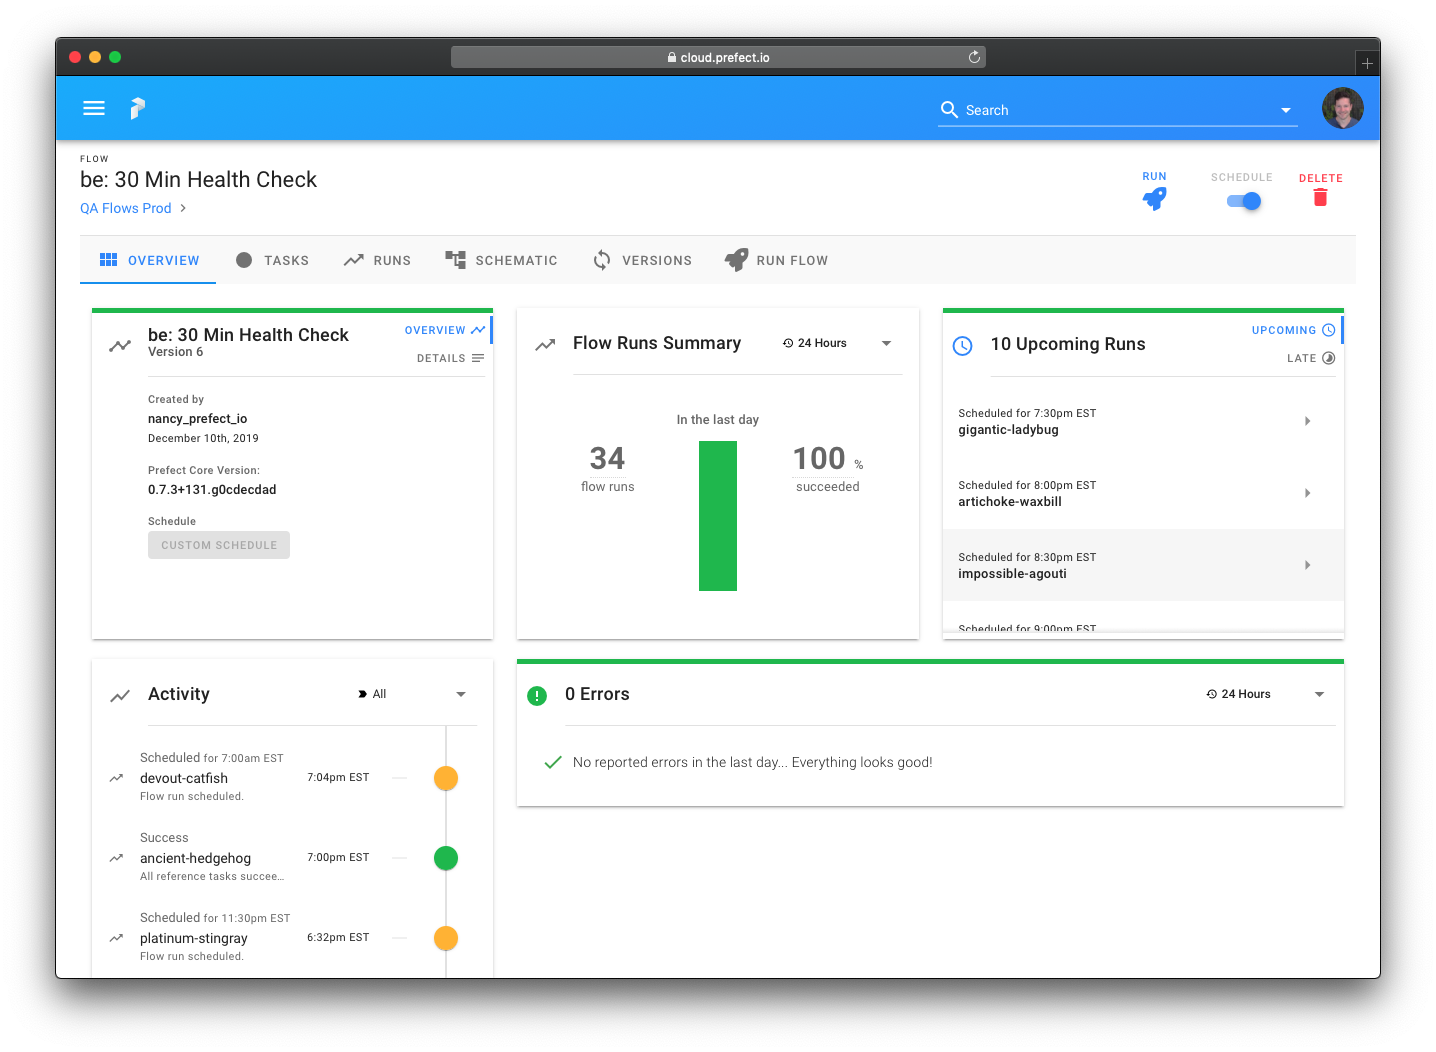 cloud.prefect.io
Search
FLOW
be: 30 Min Health Check
QA Flows Prod
RUN
SCHEDULE
DELETE
OVERVIEW
TASKS
RUNS
SCHEMATIC
VERSIONS
RUN FLOW
be: 30 Min Health Check
Version 6
OVERVIEW
DETAILS
Created by
nancy_prefect_io
December 10th, 2019
Prefect Core Version:
0.7.3+131.g0cdecdad
Schedule
CUSTOM SCHEDULE
Flow Runs Summary
24 Hours
In the last day
34
flow runs
100 %
succeeded
10 Upcoming Runs
UPCOMING
LATE
Scheduled for 7:30pm EST
gigantic-ladybug
Scheduled for 8:00pm EST
artichoke-waxbill
Scheduled for 8:30pm EST
impossible-agouti
Scheduled for 9:00pm EST
Activity
All
Scheduled for 7:00am EST
devout-catfish
Flow run scheduled.
7:04pm EST
Success
ancient-hedgehog
All reference tasks succee...
7:00pm EST
Scheduled for 11:30pm EST
platinum-stingray
Flow run scheduled.
6:32pm EST
0 Errors
24 Hours
No reported errors in the last day... Everything looks good!